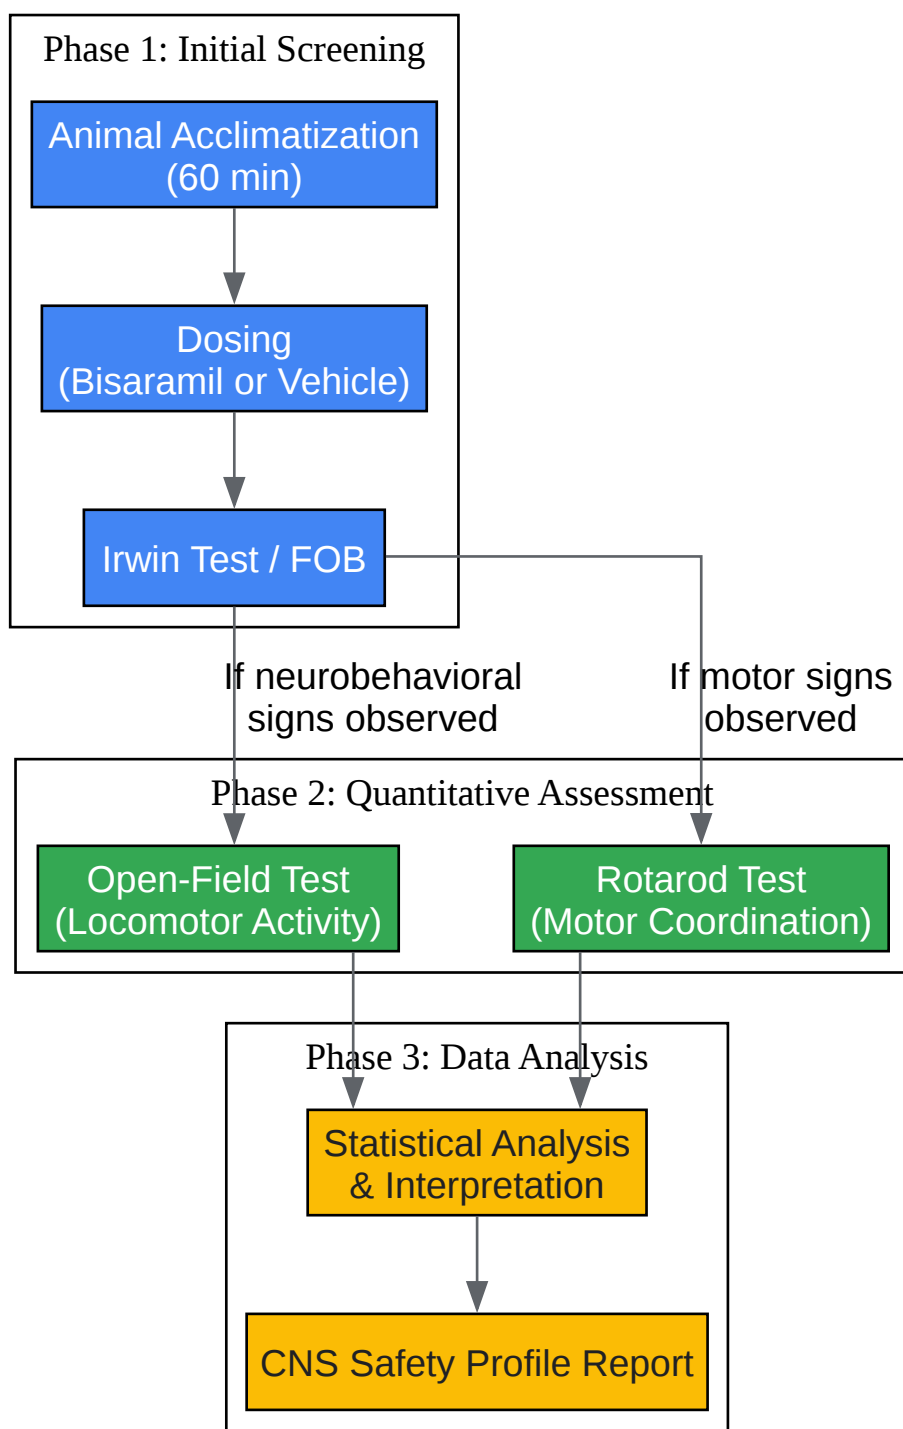 Phase 1: Initial Screening
Animal Acclimatization
(60 min)
Dosing
(Bisaramil or Vehicle)
Irwin Test / FOB
If neurobehavioral
signs observed
If motor signs
observed
Phase 2: Quantitative Assessment
Open-Field Test
(Locomotor Activity)
Rotarod Test
(Motor Coordination)
Phase 3: Data Analysis
Statistical Analysis
& Interpretation
CNS Safety Profile Report